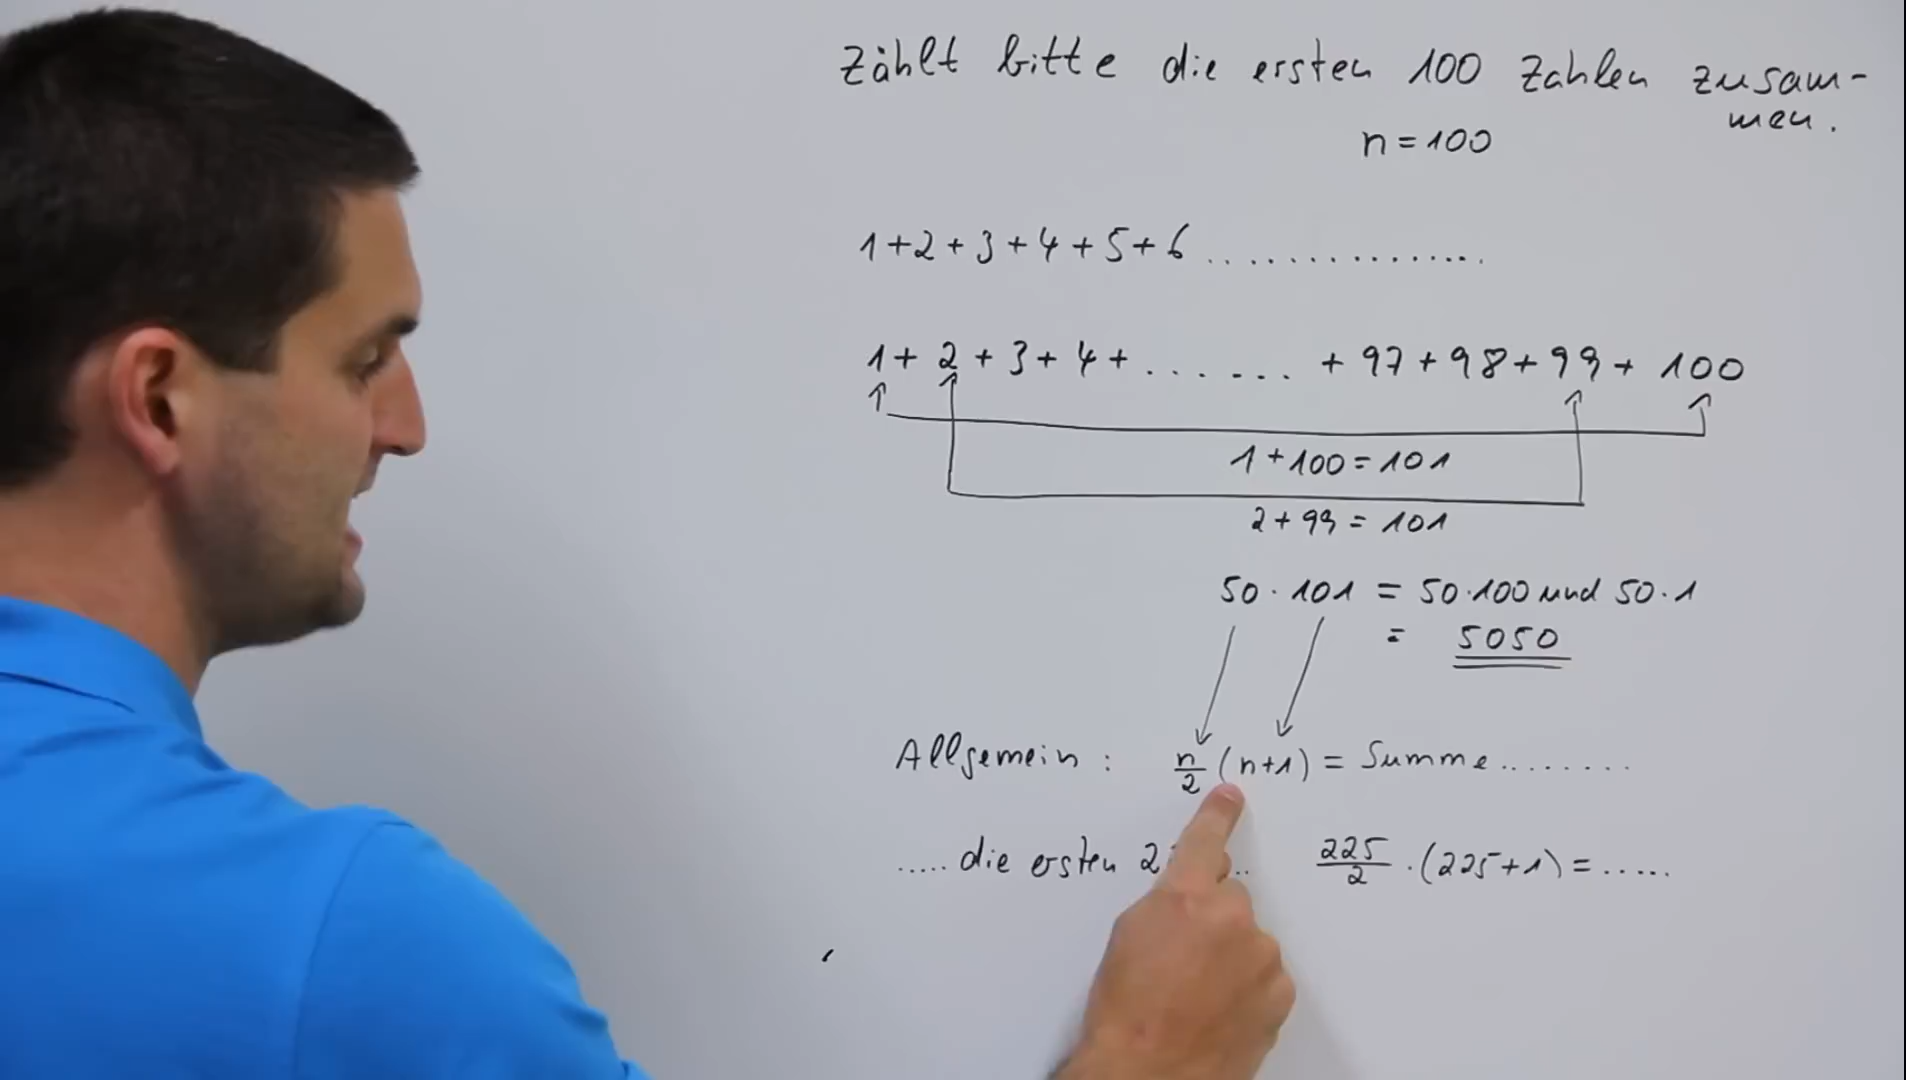 Zählt bitte die ersten 100 Zahlen zusam-
men.
n = 100
1 + 2 + 3 + 4 + 5 + 6 ...............
1 + 2 + 3 + 4 + ....... + 97 + 98 + 99 + 100
1 + 100 = 101
2 + 99 = 101
50 · 101 = 50 · 100 und 50 · 1
= 5050
Allgemein : n/2 (n+1) = Summe ........
..... die ersten .. 225/2 · (225 + 1) = .....